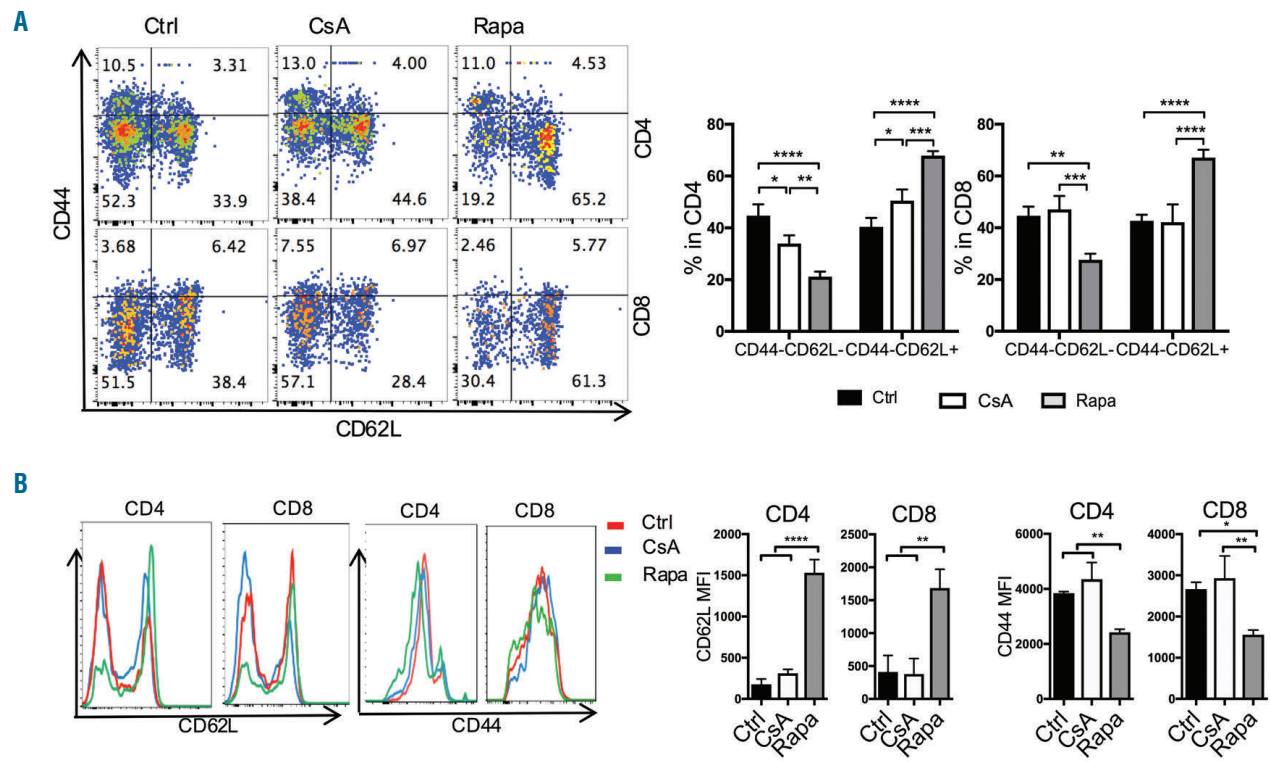 A
Ctrl CsA Rapa
10.5 3.31 13.0 4.00 11.0 4.53
CD4
52.3 33.9 38.4 44.6 19.2 65.2
CD44
3.68 6.42 7.55 6.97 2.46 5.77
CD8
51.5 38.4 57.1 28.4 30.4 61.3
CD62L
% in CD4
80
60
40
20
0
**** * ** **** * ***
CD44-CD62L- CD44-CD62L+
% in CD8
80
60
40
20
0
** *** **** ****
CD44-CD62L- CD44-CD62L+
Ctrl CsA Rapa
B
CD4 CD8 CD4 CD8
Ctrl
CsA
Rapa
CD62L CD44
CD4
CD62L MFI
2000
1500
1000
500
0
****
Ctrl CsA Rapa
CD8
2500
2000
1500
1000
500
0
**
Ctrl CsA Rapa
CD4
CD44 MFI
6000
4000
2000
0
**
Ctrl CsA Rapa
CD8
4000
3000
2000
1000
0
*
**
Ctrl CsA Rapa